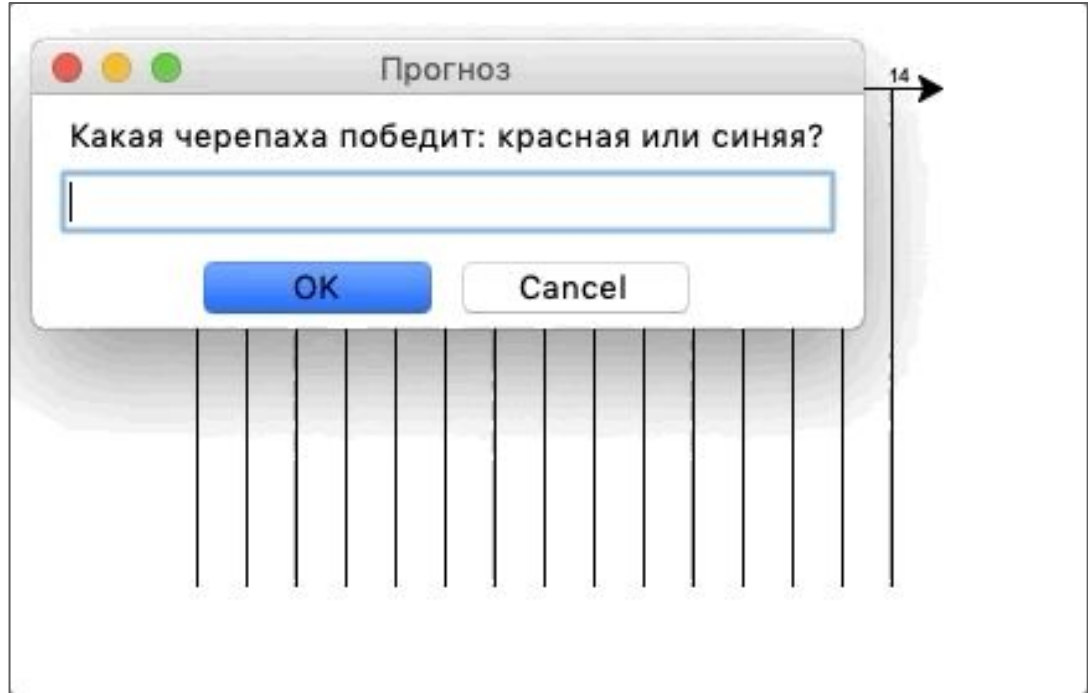 Прогноз
14
Какая черепаха победит: красная или синяя?
OK
Cancel